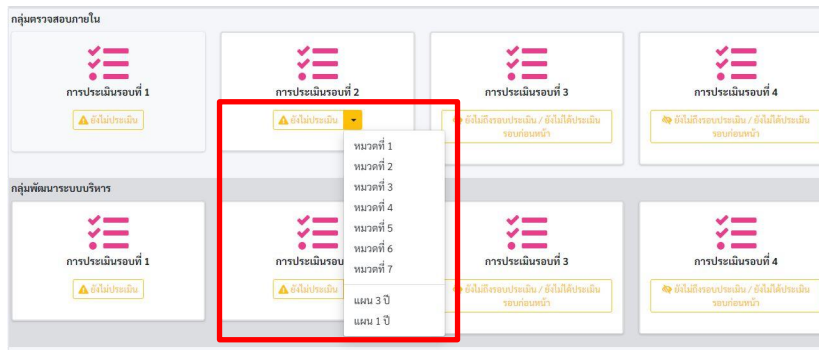 กลุ่มตรวจสอบภายใน
การประเมินรอบที่ 1
การประเมินรอบที่ 2
การประเมินรอบที่ 3
การประเมินรอบที่ 4
ยังไม่ประเมิน
ยังไม่ประเมิน
ยังไม่ถึงรอบประเมิน / ยังไม่ได้ประเมิน
รอบก่อนหน้า
ยังไม่ถึงรอบประเมิน / ยังไม่ได้ประเมิน
รอบก่อนหน้า
หมวดที่ 1
หมวดที่ 2
หมวดที่ 3
หมวดที่ 4
หมวดที่ 5
หมวดที่ 6
หมวดที่ 7
แผน 3 ปี
แผน 1 ปี
กลุ่มพัฒนาระบบบริหาร
การประเมินรอบที่ 1
การประเมินรอบ
การประเมินรอบที่ 3
การประเมินรอบที่ 4
ยังไม่ประเมิน
ยังไม่ประเมิน
ยังไม่ถึงรอบประเมิน / ยังไม่ได้ประเมิน
รอบก่อนหน้า
ยังไม่ถึงรอบประเมิน / ยังไม่ได้ประเมิน
รอบก่อนหน้า